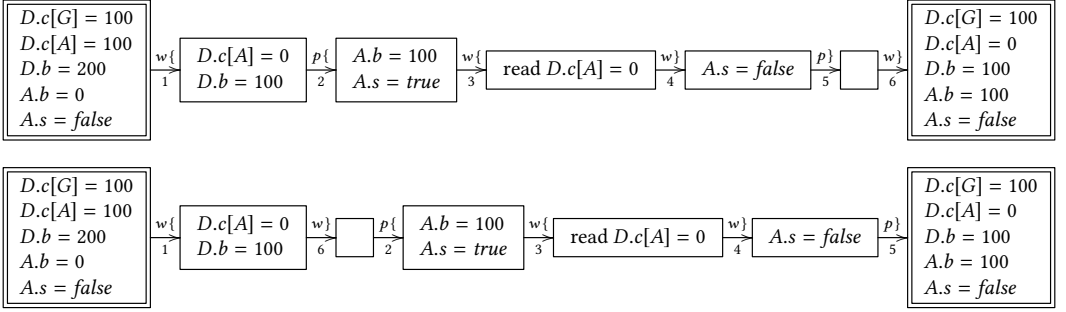 D.c[G] = 100
D.c[A] = 100
D.b = 200
A.b = 0
A.s = false
w{
1
D.c[A] = 0
D.b = 100
p{
2
A.b = 100
A.s = true
w{
3
read D.c[A] = 0
w}
4
A.s = false
p}
5
w}
6
D.c[G] = 100
D.c[A] = 0
D.b = 100
A.b = 100
A.s = false
D.c[G] = 100
D.c[A] = 100
D.b = 200
A.b = 0
A.s = false
w{
1
D.c[A] = 0
D.b = 100
w}
6
p{
2
A.b = 100
A.s = true
w{
3
read D.c[A] = 0
w}
4
A.s = false
p}
5
D.c[G] = 100
D.c[A] = 0
D.b = 100
A.b = 100
A.s = false